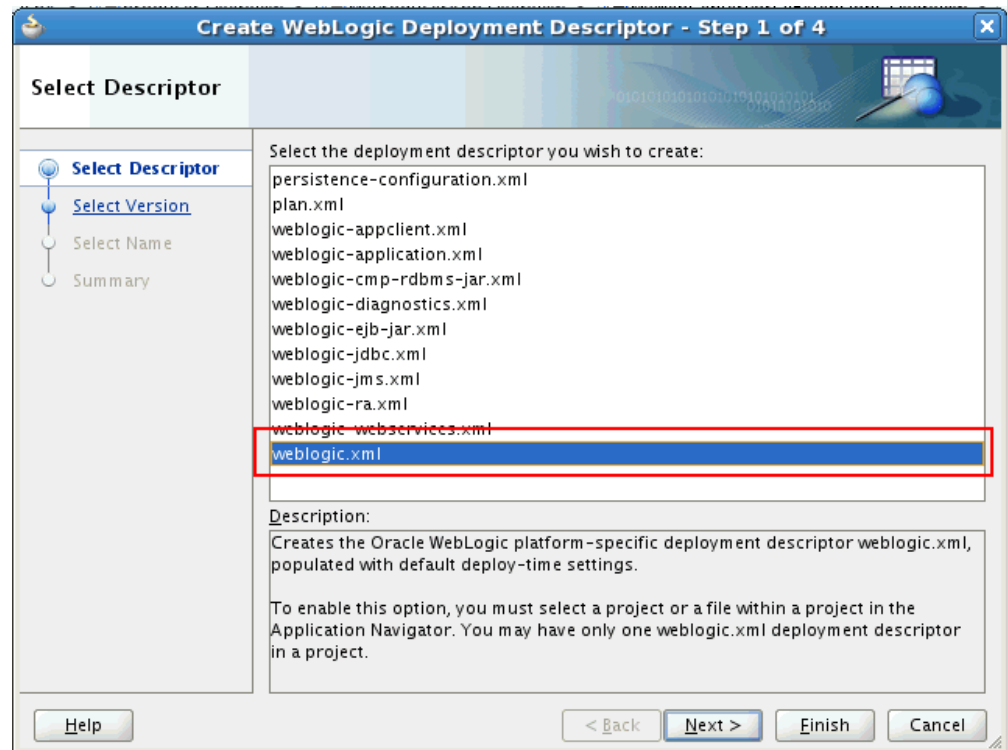 Create WebLogic Deployment Descriptor - Step 1 of 4
Select Descriptor
Select Descriptor
Select Version
Select Name
Summary
Select the deployment descriptor you wish to create:
persistence-configuration.xml
plan.xml
weblogic-appclient.xml
weblogic-application.xml
weblogic-cmp-rdbms-jar.xml
weblogic-diagnostics.xml
weblogic-ejb-jar.xml
weblogic-jdbc.xml
weblogic-jms.xml
weblogic-ra.xml
weblogic-webservices.xml
weblogic.xml
Description:
Creates the Oracle WebLogic platform-specific deployment descriptor weblogic.xml,
populated with default deploy-time settings.
To enable this option, you must select a project or a file within a project in the
Application Navigator. You may have only one weblogic.xml deployment descriptor
in a project.
Help
< Back
Next >
Finish
Cancel